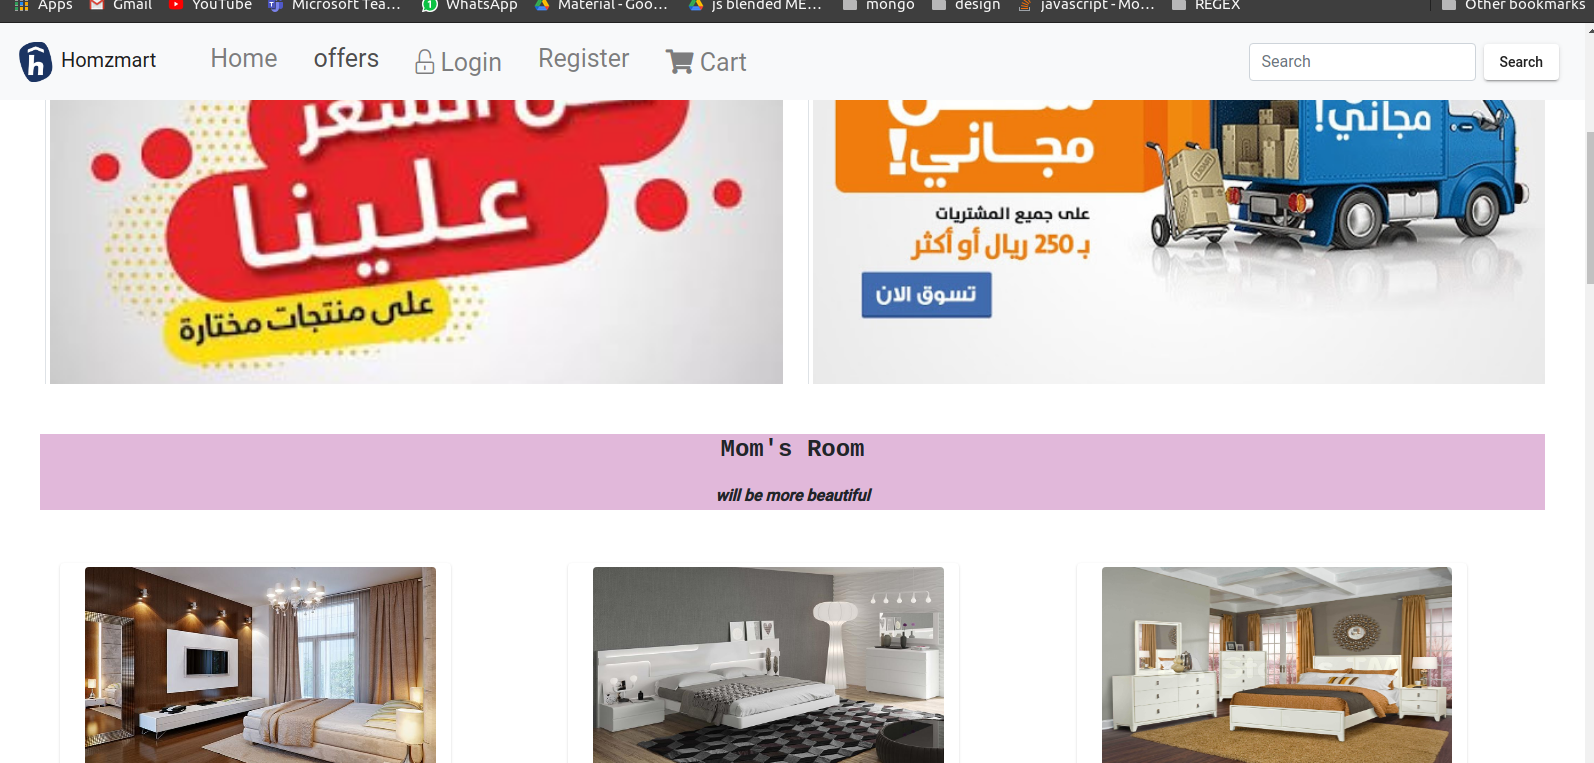 Apps Gmail YouTube Microsoft Tea... WhatsApp Material - Goo... js blended ME... mongo design javascript - Mo... REGEX Other bookmarks
Homzmart Home offers Login Register Cart Search Search
السعر
علينا
على منتجات مختارة
مجاني!
مجاني!
على جميع المشتريات
بـ 250 ريال أو أكثر
تسوق الان
Mom's Room
will be more beautiful